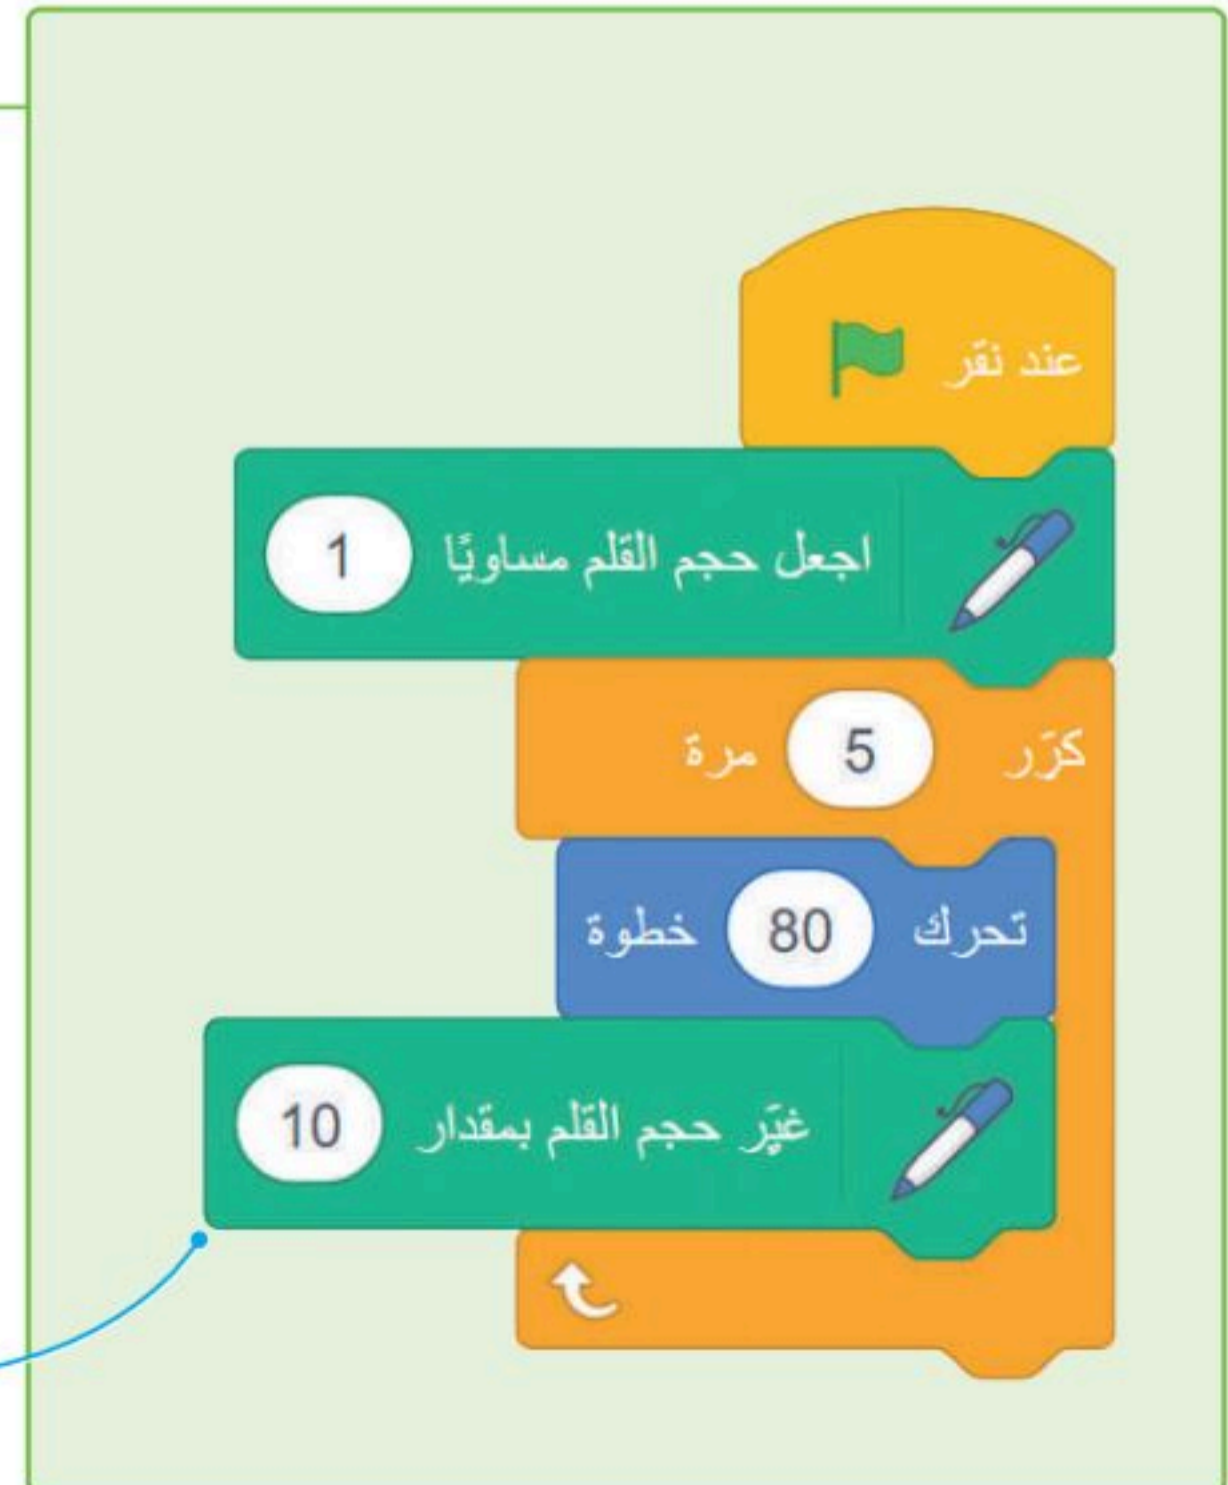 عند نقر
اجعل حجم القلم مساويًا 1
كرّر 5 مرة
تحرك 80 خطوة
غيّر حجم القلم بمقدار 10